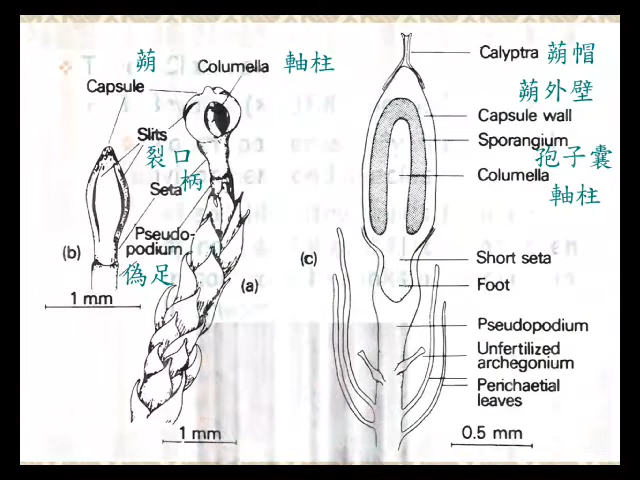 蒴
Capsule
Columella
軸柱
Slits
裂口
柄
Seta
Pseudo-
podium
偽足
(b)
(a)
1 mm
1 mm
Calyptra 蒴帽
蒴外壁
Capsule wall
Sporangium
孢子囊
Columella
軸柱
(c)
Short seta
Foot
Pseudopodium
Unfertilized
archegonium
Perichaetial
leaves
0.5 mm